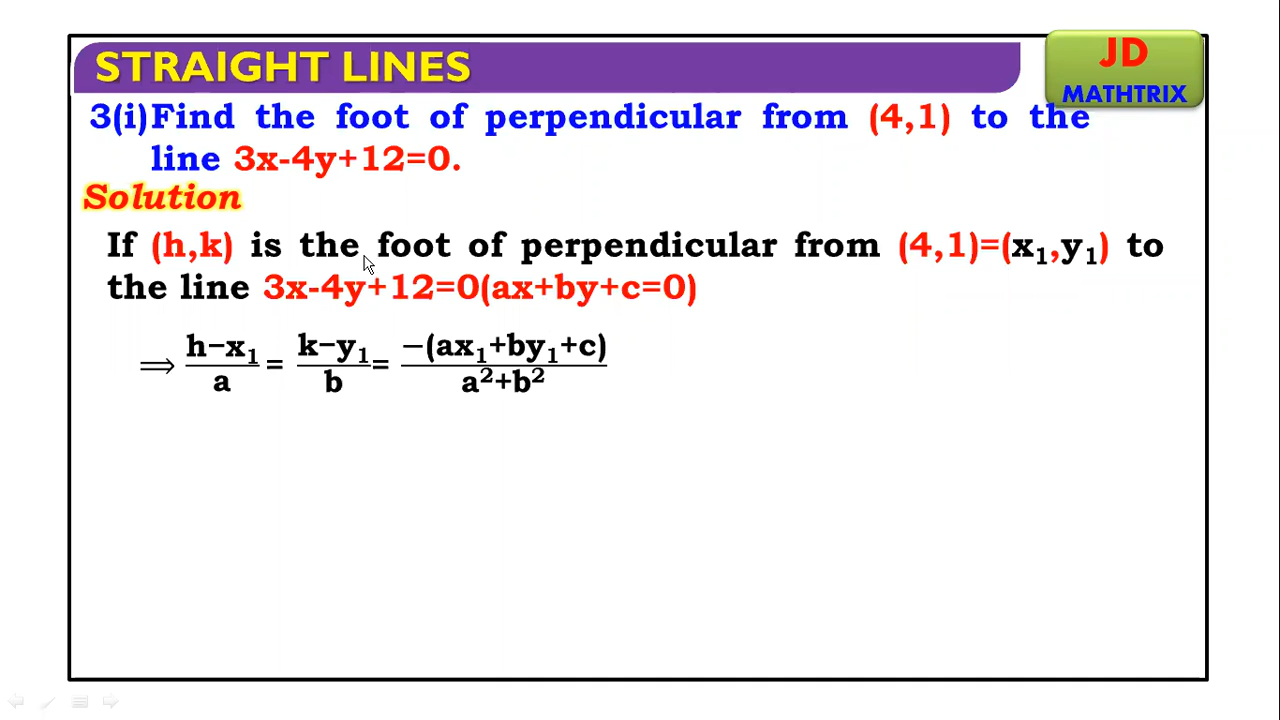 STRAIGHT LINES
JD
MATHTRIX
3(i)Find the foot of perpendicular from (4,1) to the
line 3x-4y+12=0.
Solution
If (h,k) is the foot of perpendicular from (4,1)=(x₁,y₁) to
the line 3x-4y+12=0(ax+by+c=0)
⟹ (h−x₁)/a = (k−y₁)/b = −(ax₁+by₁+c)/(a²+b²)